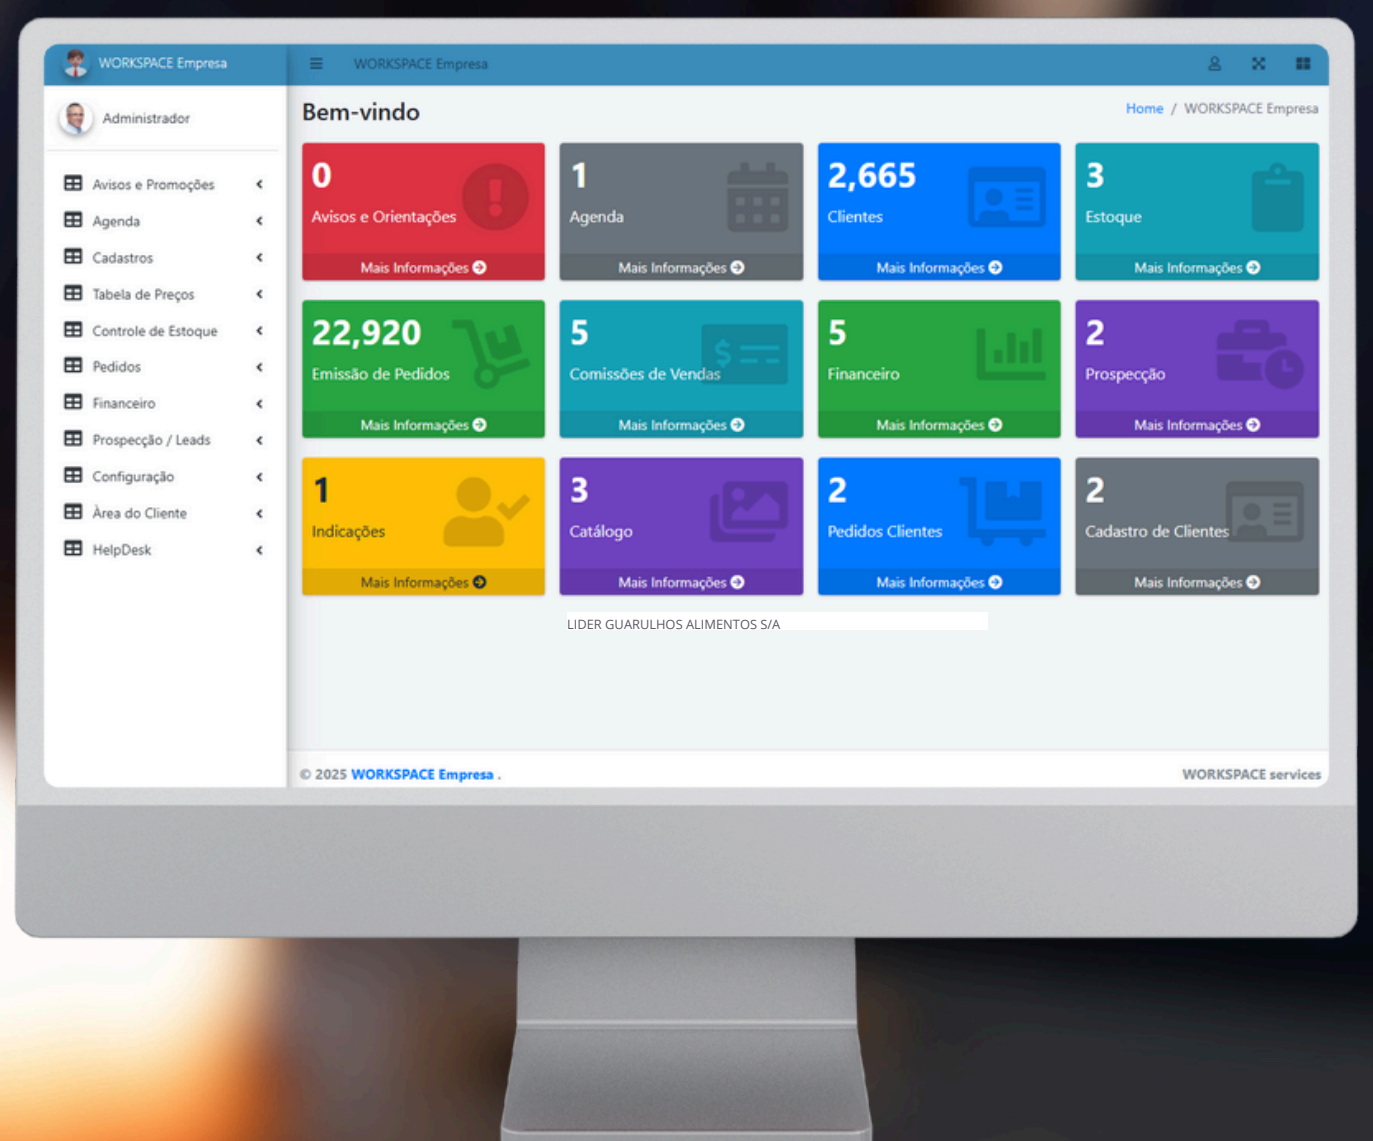 WORKSPACE Empresa
WORKSPACE Empresa
Administrador
Bem-vindo
Home / WORKSPACE Empresa
Avisos e Promoções
Agenda
Cadastros
Tabela de Preços
Controle de Estoque
Pedidos
Financeiro
Prospecção / Leads
Configuração
Àrea do Cliente
HelpDesk
0
Avisos e Orientações
Mais Informações
1
Agenda
Mais Informações
2,665
Clientes
Mais Informações
3
Estoque
Mais Informações
22,920
Emissão de Pedidos
Mais Informações
5
Comissões de Vendas
Mais Informações
5
Financeiro
Mais Informações
2
Prospecção
Mais Informações
1
Indicações
Mais Informações
3
Catálogo
Mais Informações
2
Pedidos Clientes
Mais Informações
2
Cadastro de Clientes
Mais Informações
LIDER GUARULHOS ALIMENTOS S/A
© 2025 WORKSPACE Empresa .
WORKSPACE services